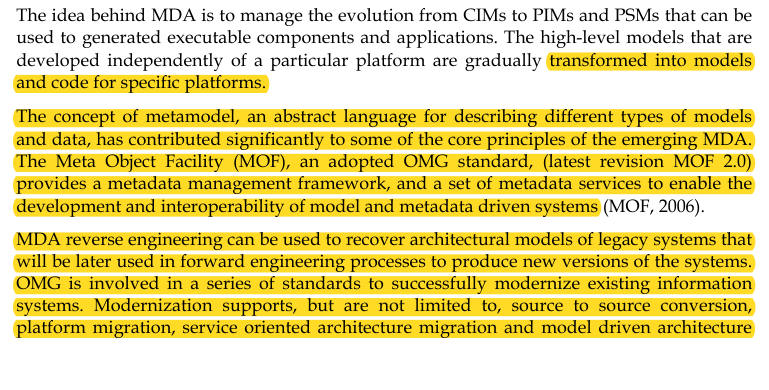 The idea behind MDA is to manage the evolution from CIMs to PIMs and PSMs that can be
used to generated executable components and applications. The high-level models that are
developed independently of a particular platform are gradually transformed into models
and code for specific platforms.
The concept of metamodel, an abstract language for describing different types of models
and data, has contributed significantly to some of the core principles of the emerging MDA.
The Meta Object Facility (MOF), an adopted OMG standard, (latest revision MOF 2.0)
provides a metadata management framework, and a set of metadata services to enable the
development and interoperability of model and metadata driven systems (MOF, 2006).
MDA reverse engineering can be used to recover architectural models of legacy systems that
will be later used in forward engineering processes to produce new versions of the systems.
OMG is involved in a series of standards to successfully modernize existing information
systems. Modernization supports, but are not limited to, source to source conversion,
platform migration, service oriented architecture migration and model driven architecture